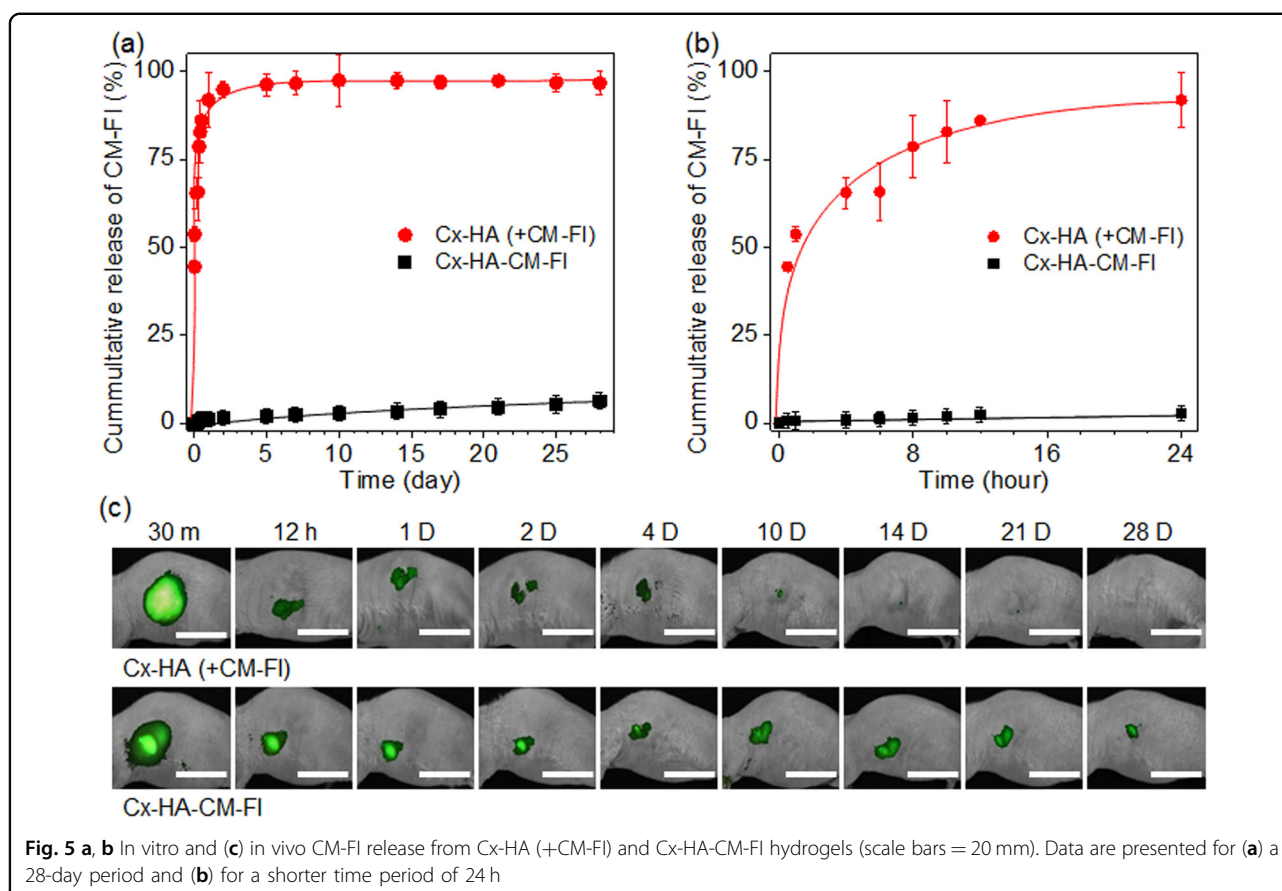 (a)
Cummultative release of CM-FI (%)
100
75
50
25
0
Cx-HA (+CM-FI)
Cx-HA-CM-FI
0 5 10 15 20 25
Time (day)
(b)
Cummultative release of CM-FI (%)
100
75
50
25
0
Cx-HA (+CM-FI)
Cx-HA-CM-FI
0 8 16 24
Time (hour)
(c)
30 m 12 h 1 D 2 D 4 D 10 D 14 D 21 D 28 D
Cx-HA (+CM-FI)
Cx-HA-CM-FI
Fig. 5 a, b In vitro and (c) in vivo CM-FI release from Cx-HA (+CM-FI) and Cx-HA-CM-FI hydrogels (scale bars = 20 mm). Data are presented for (a) a
28-day period and (b) for a shorter time period of 24 h